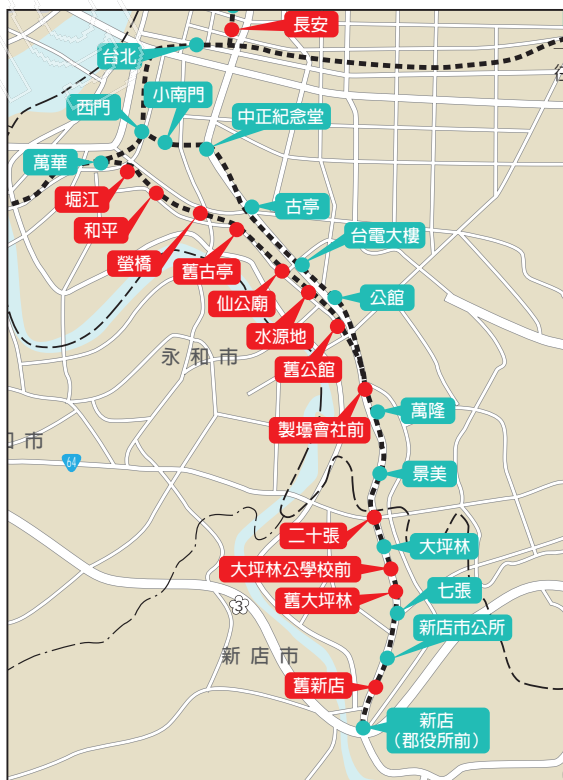 長安
台北
小南門
西門
中正紀念堂
萬華
堀江
古亭
和平
台電大樓
螢橋
舊古亭
仙公廟
公館
水源地
永和市
舊公館
萬隆
製壜會社前
和市
64
景美
二十張
大坪林
大坪林公學校前
七張
舊大坪林
3
新店市公所
新店市
舊新店
新店
(郡役所前)